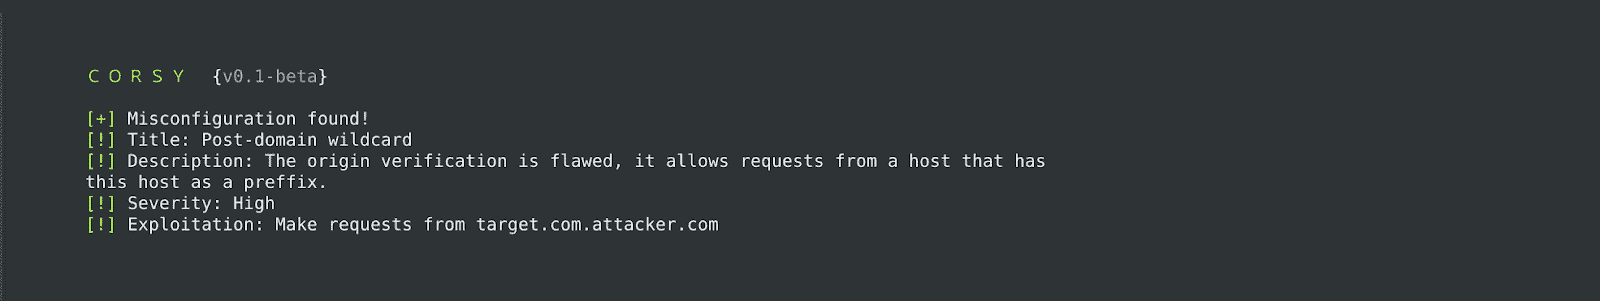 C O R S Y {v0.1-beta}
[+] Misconfiguration found!
[!] Title: Post-domain wildcard
[!] Description: The origin verification is flawed, it allows requests from a host that has
this host as a preffix.
[!] Severity: High
[!] Exploitation: Make requests from target.com.attacker.com